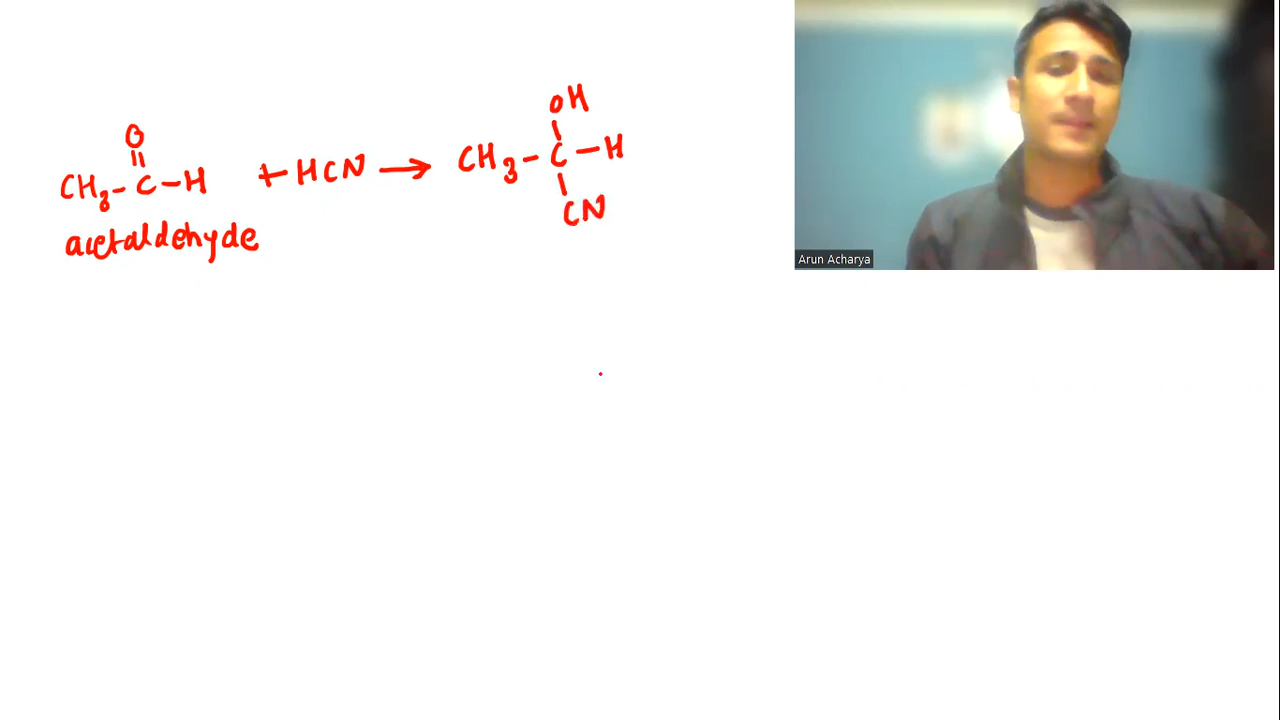 O
||
CH3-C-H + HCN →
acetaldehyde
OH
|
CH3-C-H
|
CN
Arun Acharya